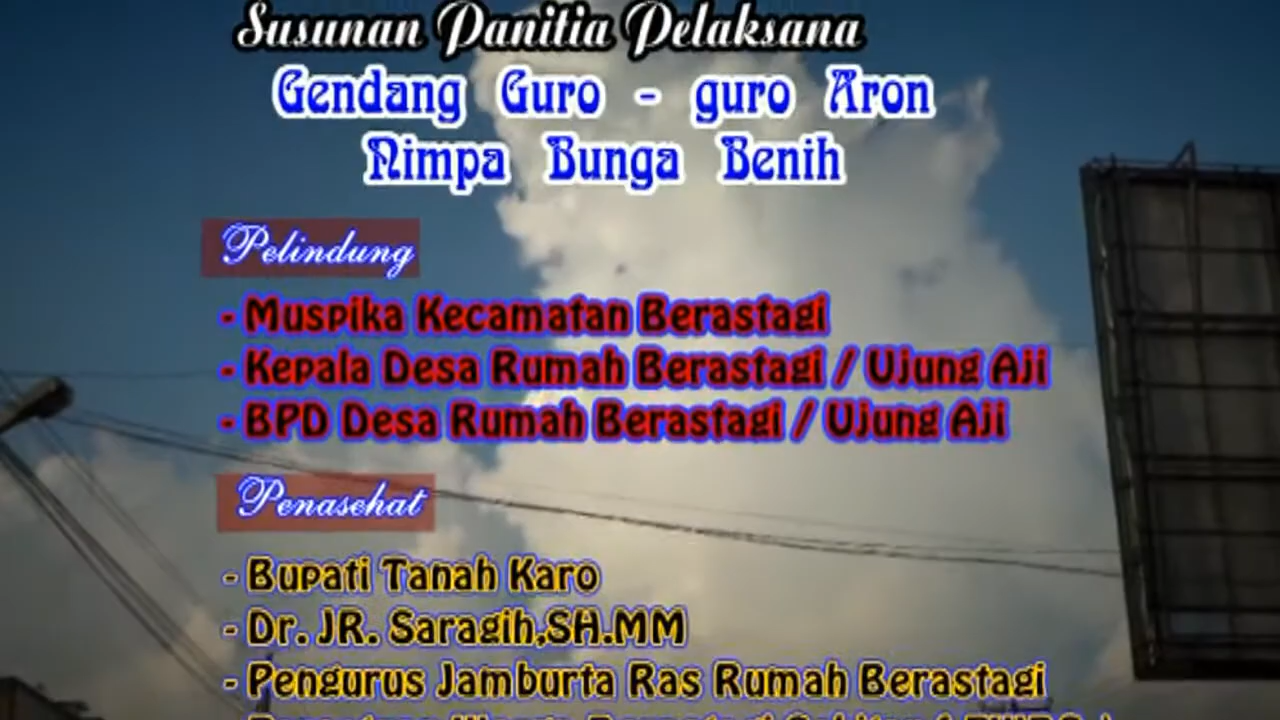 Susunan Panitia Pelaksana
Gendang Guro - guro Aron
Nimpa Bunga Benih
Pelindung
- Muspika Kecamatan Berastagi
- Kepala Desa Rumah Berastagi / Ujung Aji
- BPD Desa Rumah Berastagi / Ujung Aji
Penasehat
- Bupati Tanah Karo
- Dr. JR. Saragih,SH.MM
- Pengurus Jamburta Ras Rumah Berastagi